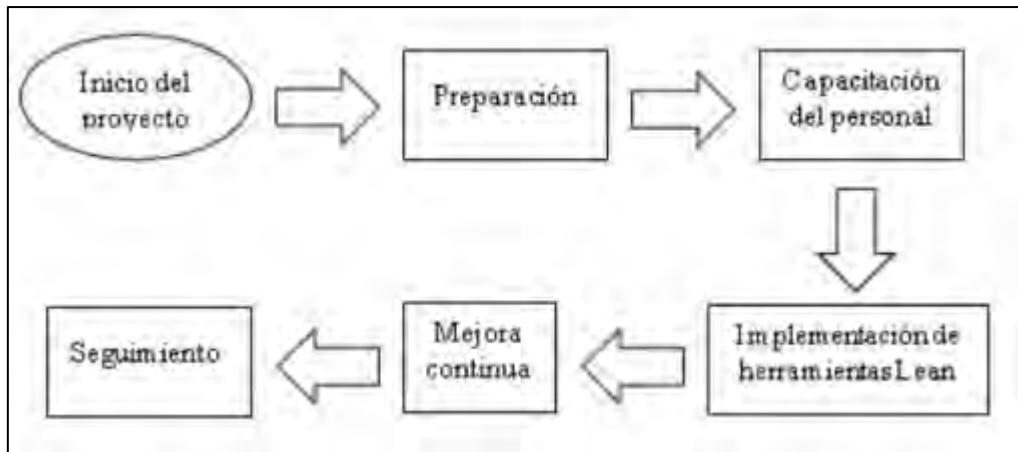 Inicio del
proyecto
Preparación
Capacitación
del personal
Implementación de
herramientas Lean
Mejora
continua
Seguimiento